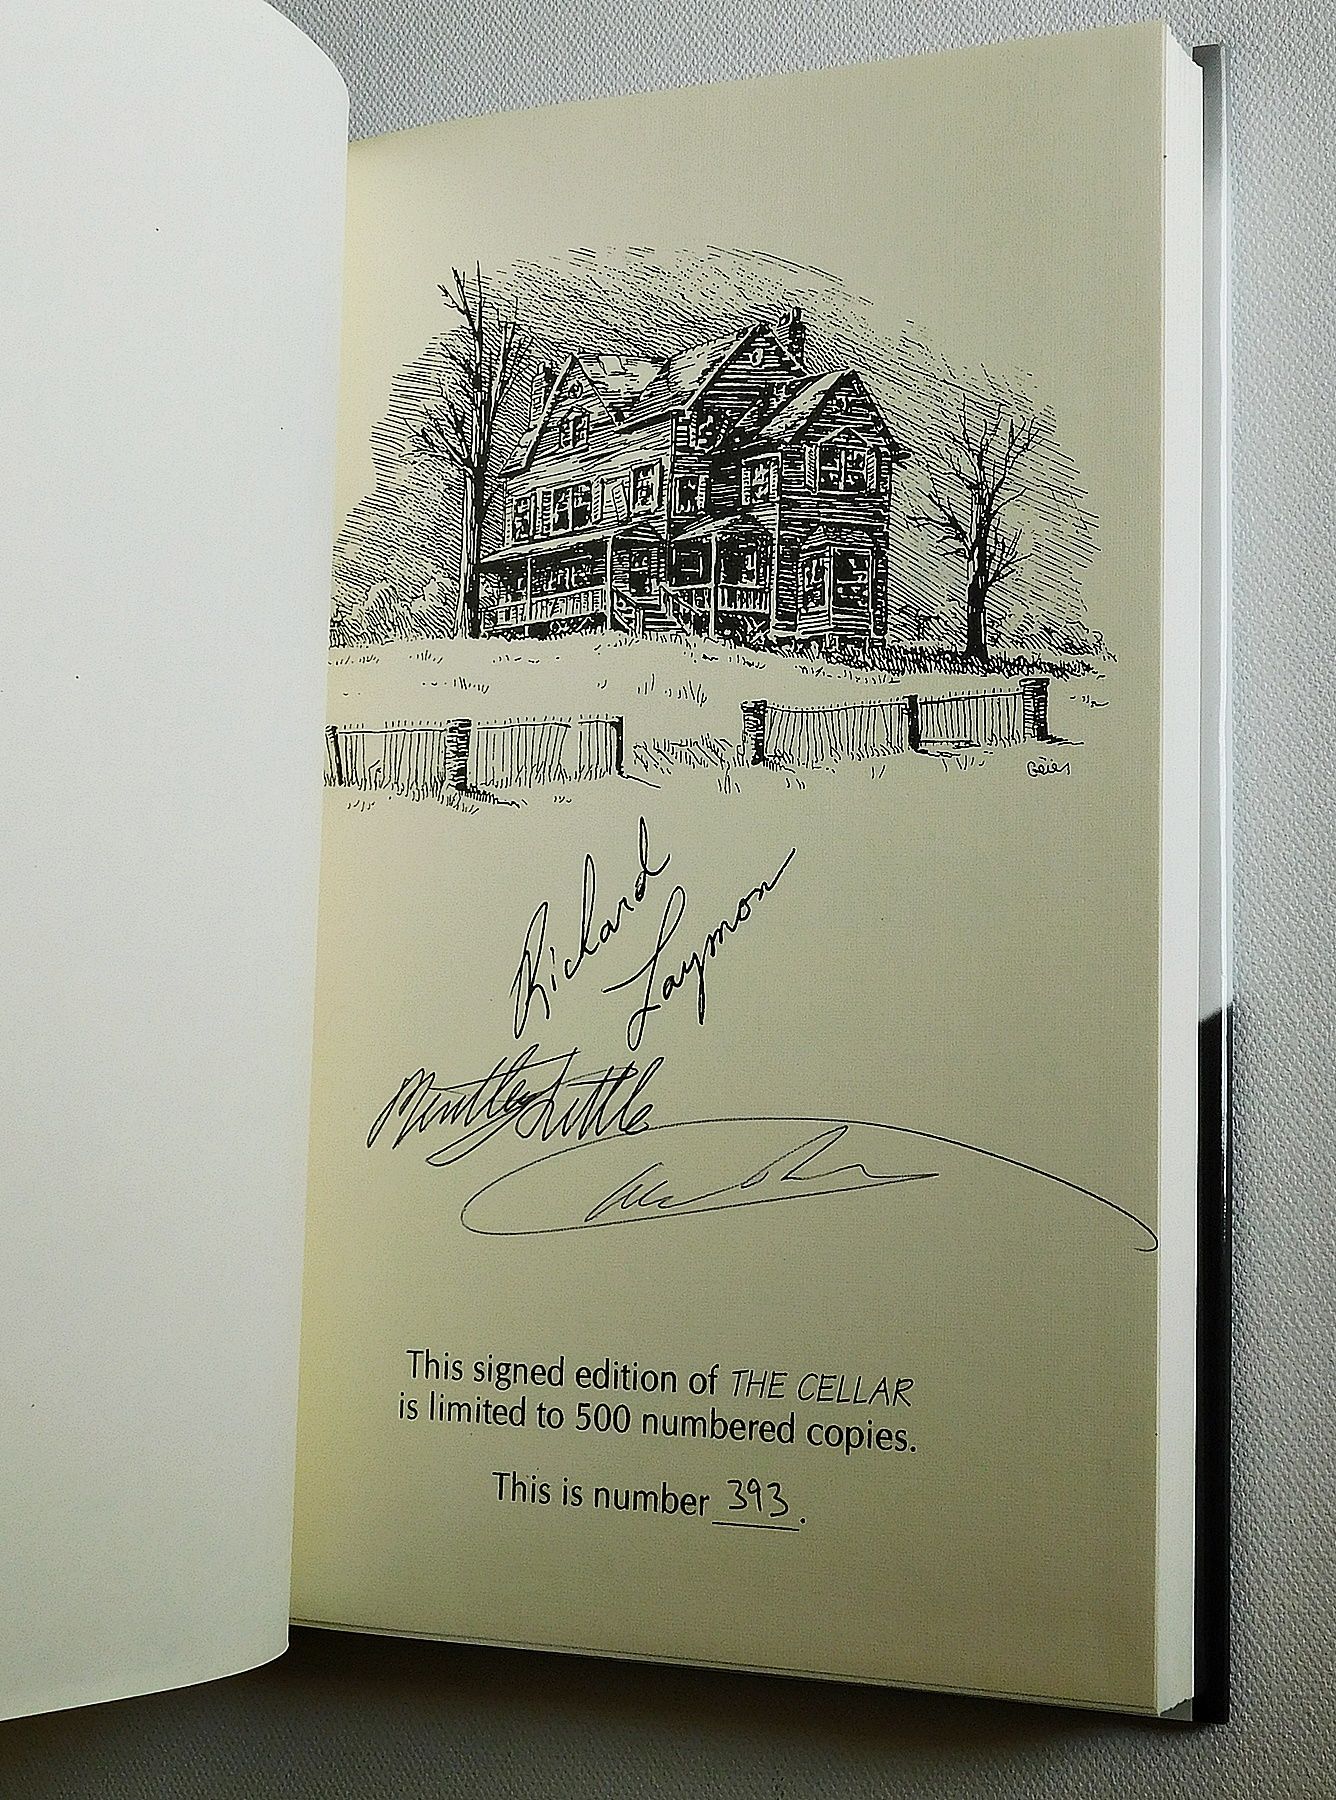 Richard
Laymon
Bentley Little
This signed edition of THE CELLAR
is limited to 500 numbered copies.
This is number 393.